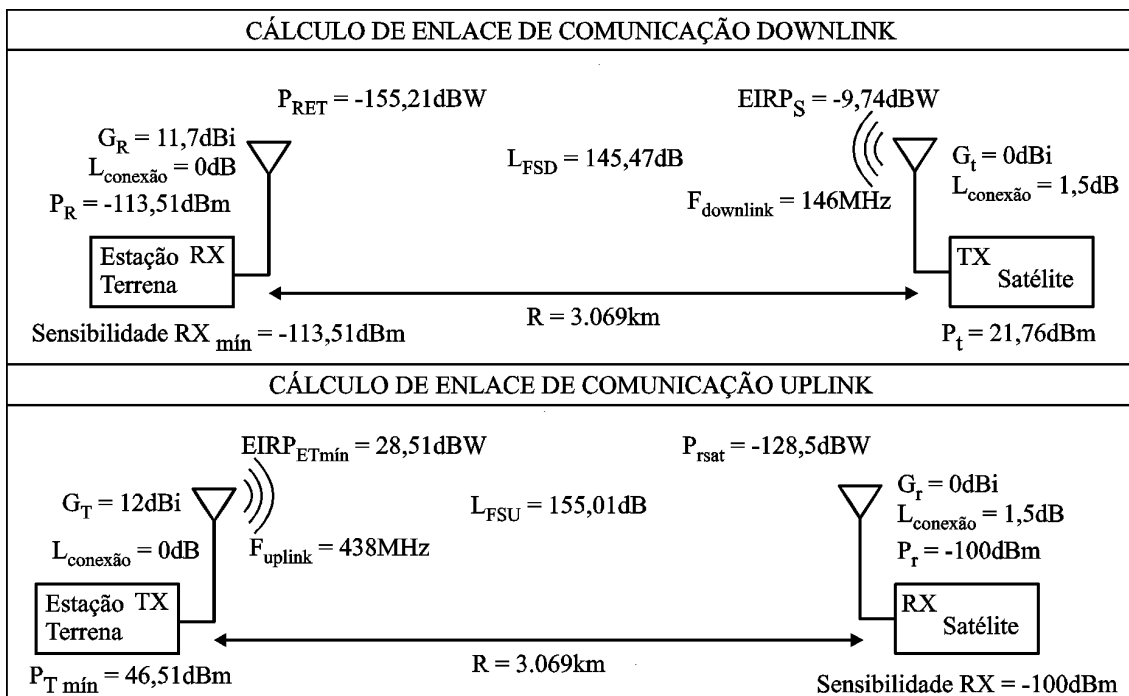 CÁLCULO DE ENLACE DE COMUNICAÇÃO DOWNLINK
P_RET = -155,21dBW
EIRP_S = -9,74dBW
G_R = 11,7dBi
L_conexão = 0dB
P_R = -113,51dBm
L_FSD = 145,47dB
F_downlink = 146MHz
G_t = 0dBi
L_conexão = 1,5dB
Estação RX
Terrena
TX
Satélite
R = 3.069km
Sensibilidade RX mín = -113,51dBm
P_t = 21,76dBm
CÁLCULO DE ENLACE DE COMUNICAÇÃO UPLINK
EIRP_ETmín = 28,51dBW
P_rsat = -128,5dBW
G_T = 12dBi
L_FSU = 155,01dB
G_r = 0dBi
L_conexão = 1,5dB
P_r = -100dBm
L_conexão = 0dB
F_uplink = 438MHz
Estação TX
Terrena
RX
Satélite
R = 3.069km
P_T mín = 46,51dBm
Sensibilidade RX = -100dBm